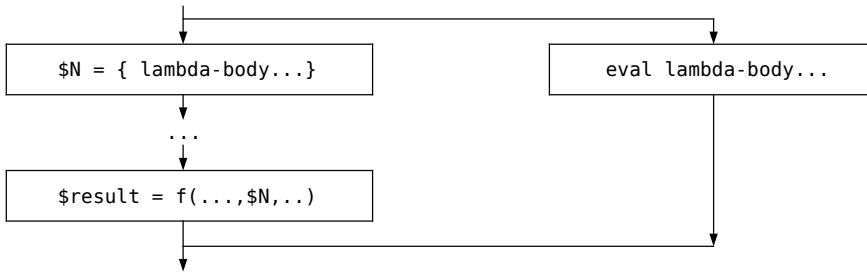 $N = { lambda-body...}
eval lambda-body...
...
$result = f(...,$N,..)